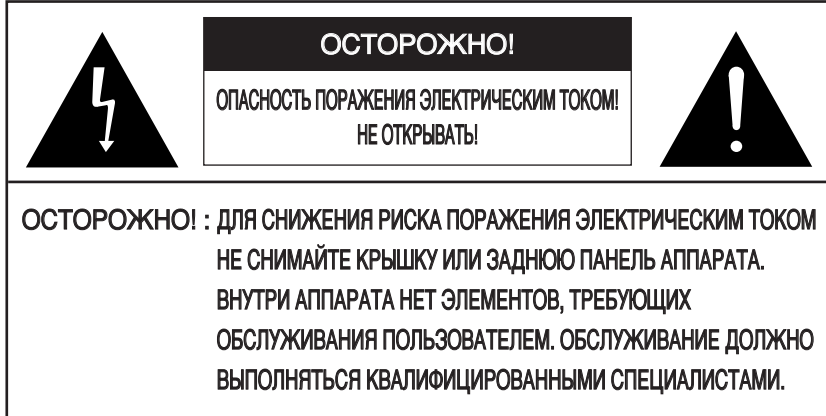 ОСТОРОЖНО!
ОПАСНОСТЬ ПОРАЖЕНИЯ ЭЛЕКТРИЧЕСКИМ ТОКОМ!
НЕ ОТКРЫВАТЬ!
ОСТОРОЖНО! : ДЛЯ СНИЖЕНИЯ РИСКА ПОРАЖЕНИЯ ЭЛЕКТРИЧЕСКИМ ТОКОМ
НЕ СНИМАЙТЕ КРЫШКУ ИЛИ ЗАДНЮЮ ПАНЕЛЬ АППАРАТА.
ВНУТРИ АППАРАТА НЕТ ЭЛЕМЕНТОВ, ТРЕБУЮЩИХ
ОБСЛУЖИВАНИЯ ПОЛЬЗОВАТЕЛЕМ. ОБСЛУЖИВАНИЕ ДОЛЖНО
ВЫПОЛНЯТЬСЯ КВАЛИФИЦИРОВАННЫМИ СПЕЦИАЛИСТАМИ.